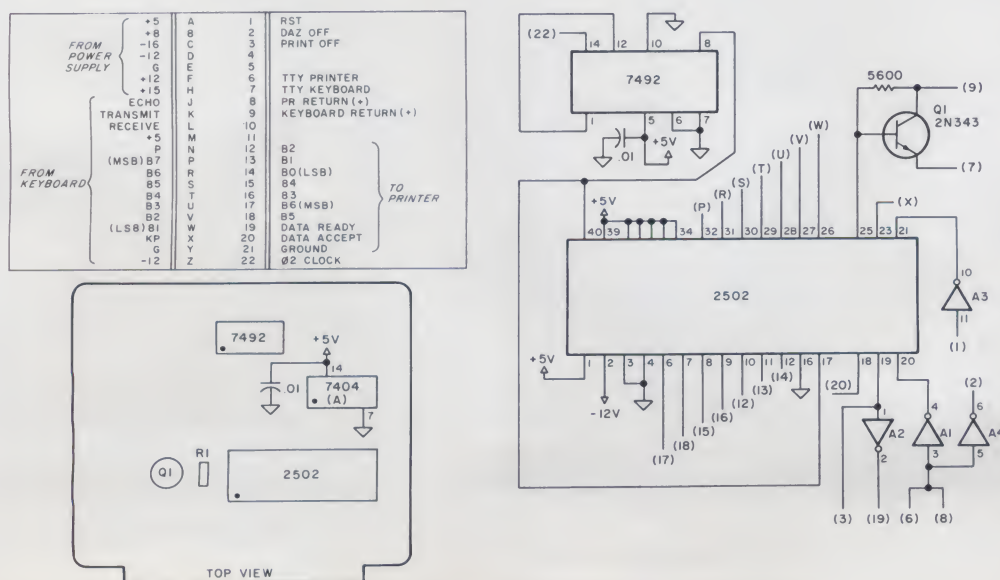 +5 A 1 RST
+8 B 2 DAZ OFF
-16 C 3 PRINT OFF
-12 D 4
G E 5
+12 F 6 TTY PRINTER
+15 H 7 TTY KEYBOARD
FROM
POWER
SUPPLY
ECHO J 8 PR RETURN (+)
TRANSMIT K 9 KEYBOARD RETURN (+)
RECEIVE L 10
+5 M 11
P N 12 B2
(MSB) B7 P 13 B1
B6 R 14 B0 (LSB)
B5 S 15 B4
B4 T 16 B3
B3 U 17 B6 (MSB)
B2 V 18 B5
(LSB) B1 W 19 DATA READY
KP X 20 DATA ACCEPT
G Y 21 GROUND
-12 Z 22 Ø2 CLOCK
FROM
KEYBOARD
TO
PRINTER
7492
+5V
14
.01
7404
(A)
7
Q1
R1
2502
TOP VIEW
(22)
14 12 10 8
7492
1 5 6 7
.01
+5V
5600
(9)
Q1
2N343
(7)
(W)
(V)
(U)
(T)
(S)
(R)
(P)
(X)
+5V
40 39 34 32 31 30 29 28 27 26 25 23 21
2502
10
A3
11
(1)
+5V
1 2 3 4 6 7 8 9 10 11 12 16 17 18 19 20
-12V
(14)
(13)
(12)
(16)
(15)
(18)
(17)
(20)
(2)
1
A2
2
4
A1
3
6
A4
5
(3) (19) (6) (8)